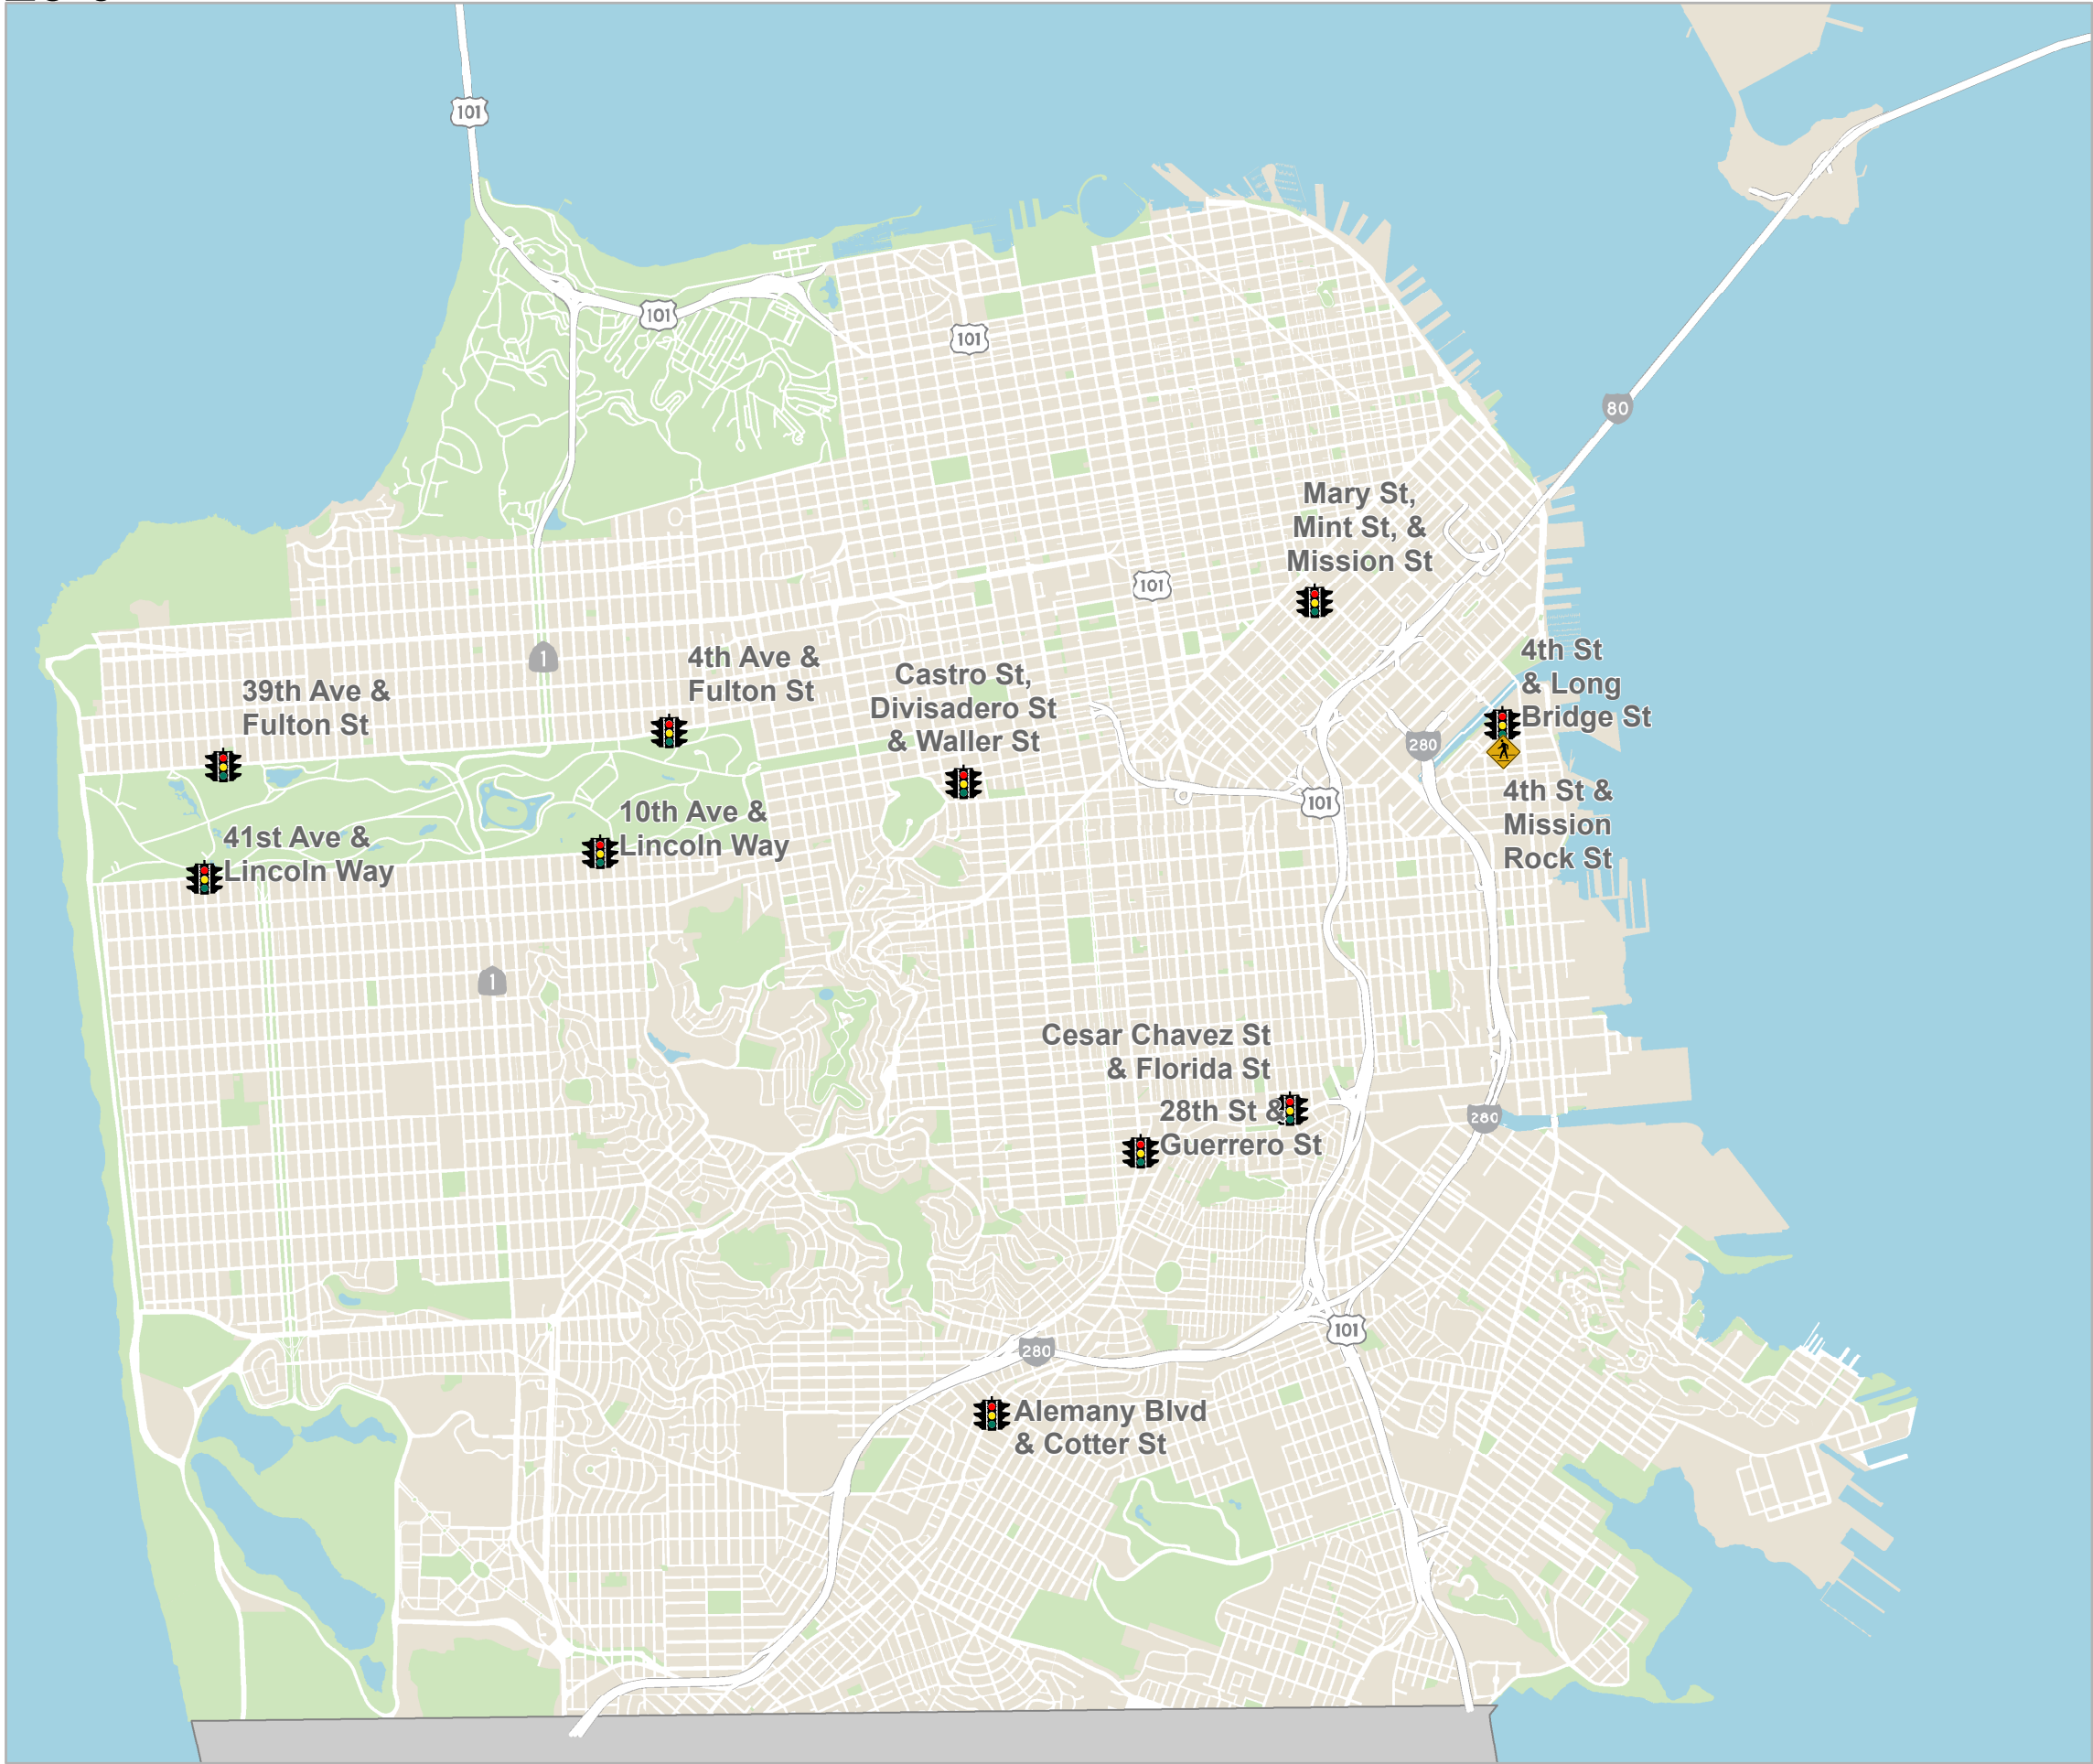 101
101
101
80
Mary St,
Mint St, &
Mission St
101
1
4th Ave &
Fulton St
4th St
& Long
Bridge St
39th Ave &
Fulton St
Castro St,
Divisadero St
& Waller St
280
101
4th St &
Mission
Rock St
10th Ave &
Lincoln Way
41st Ave &
Lincoln Way
1
Cesar Chavez St
& Florida St
28th St &
Guerrero St
280
101
280
Alemany Blvd
& Cotter St